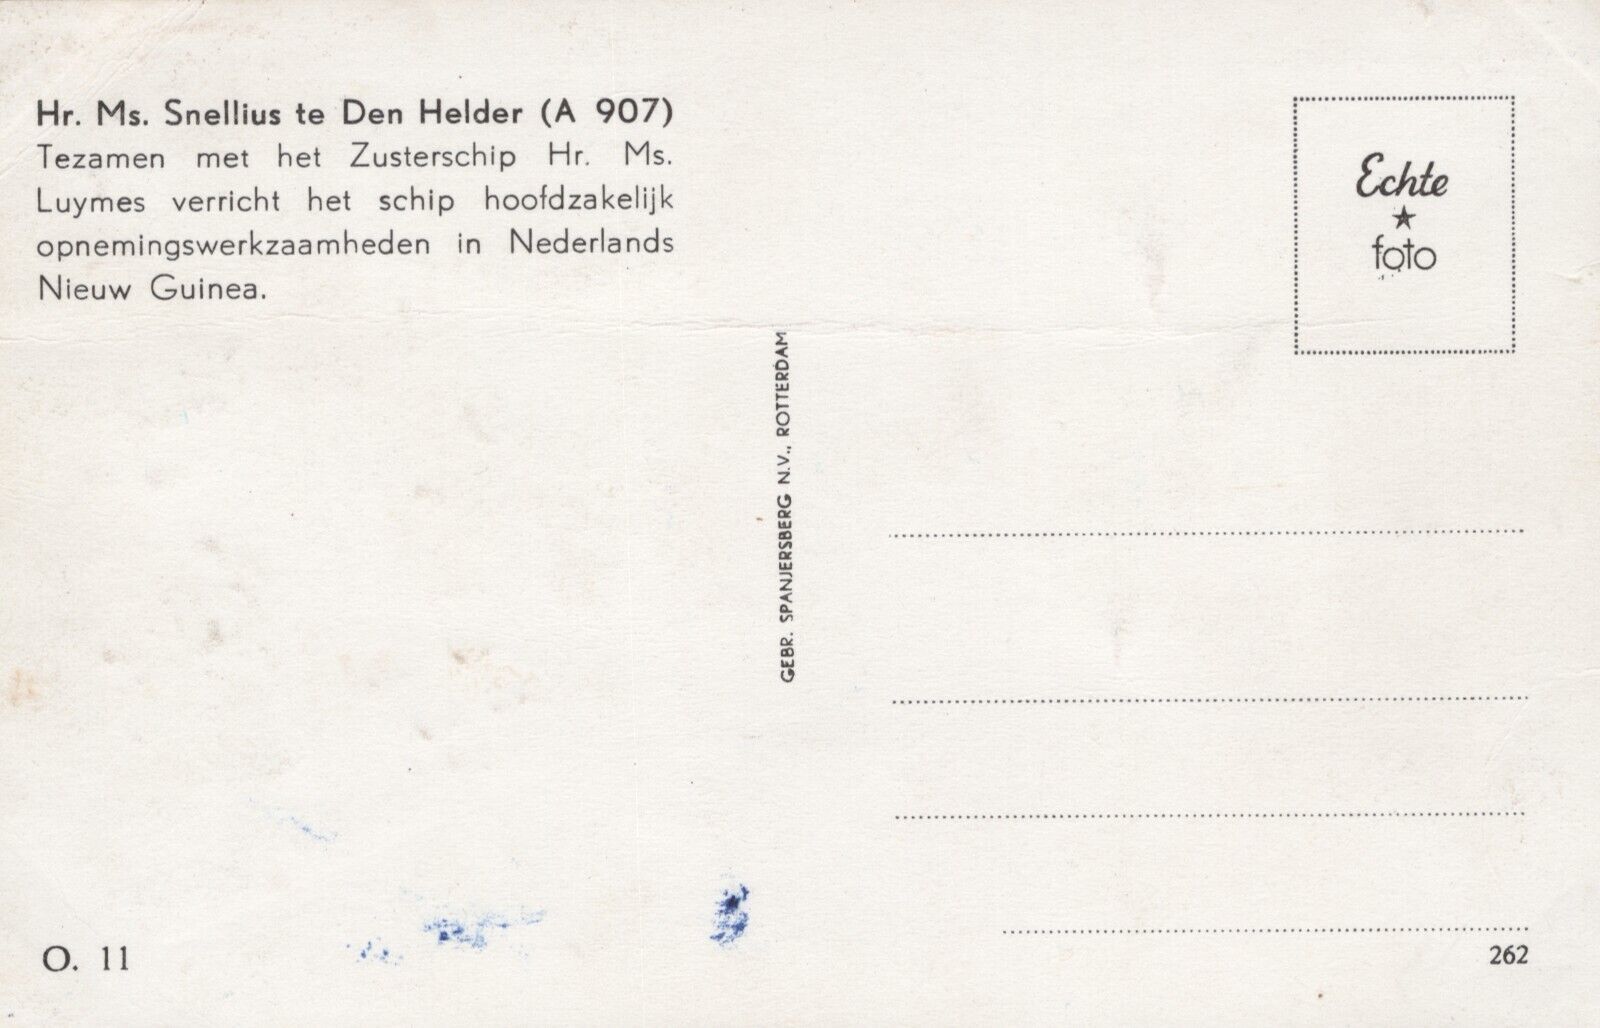 Hr. Ms. Snellius te Den Helder (A 907)
Tezamen met het Zusterschip Hr. Ms.
Luymes verricht het schip hoofdzakelijk
opnemingswerkzaamheden in Nederlands
Nieuw Guinea.
Echte
foto
GEBR. SPANJERSBERG N.V., ROTTERDAM
O. 11
262